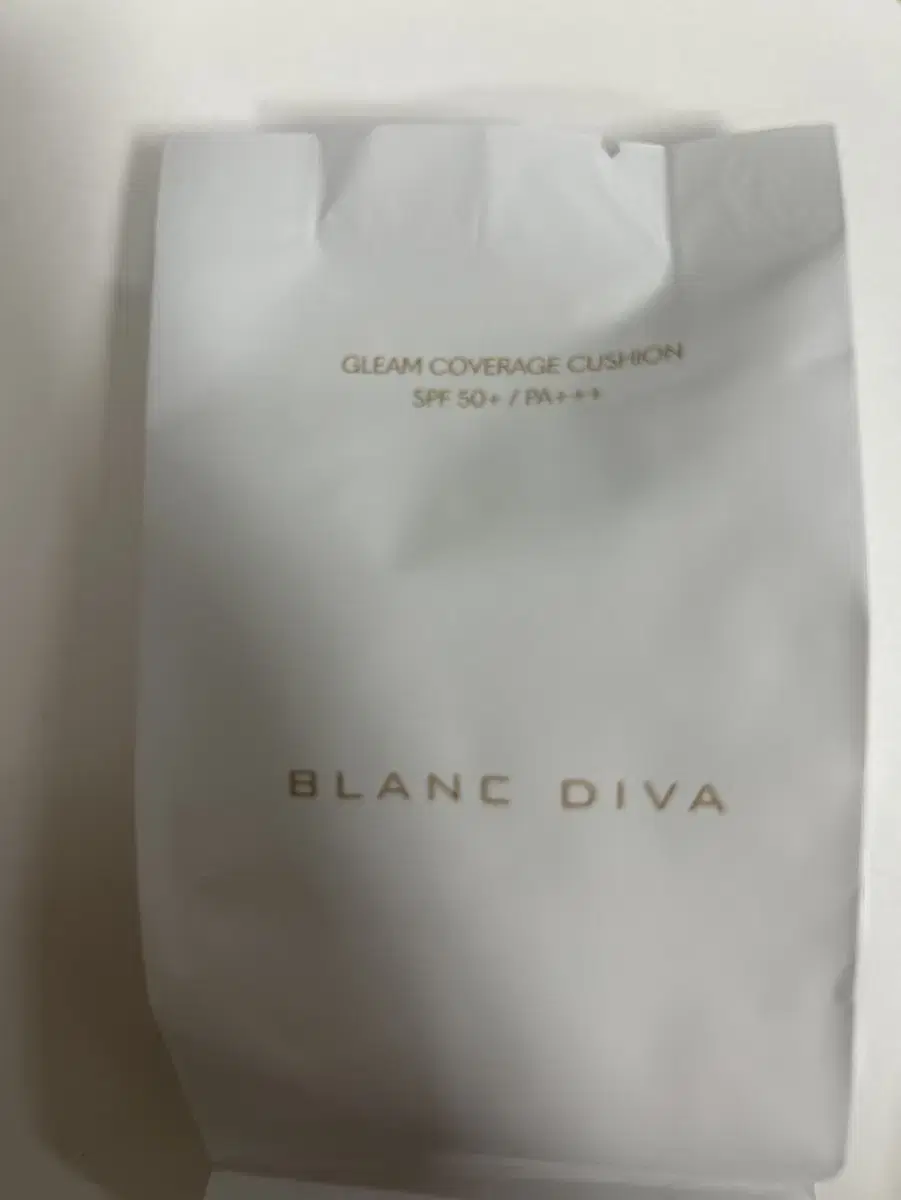 GLEAM COVERAGE CUSHION
SPF 50+ / PA+++
BLANC DIVA